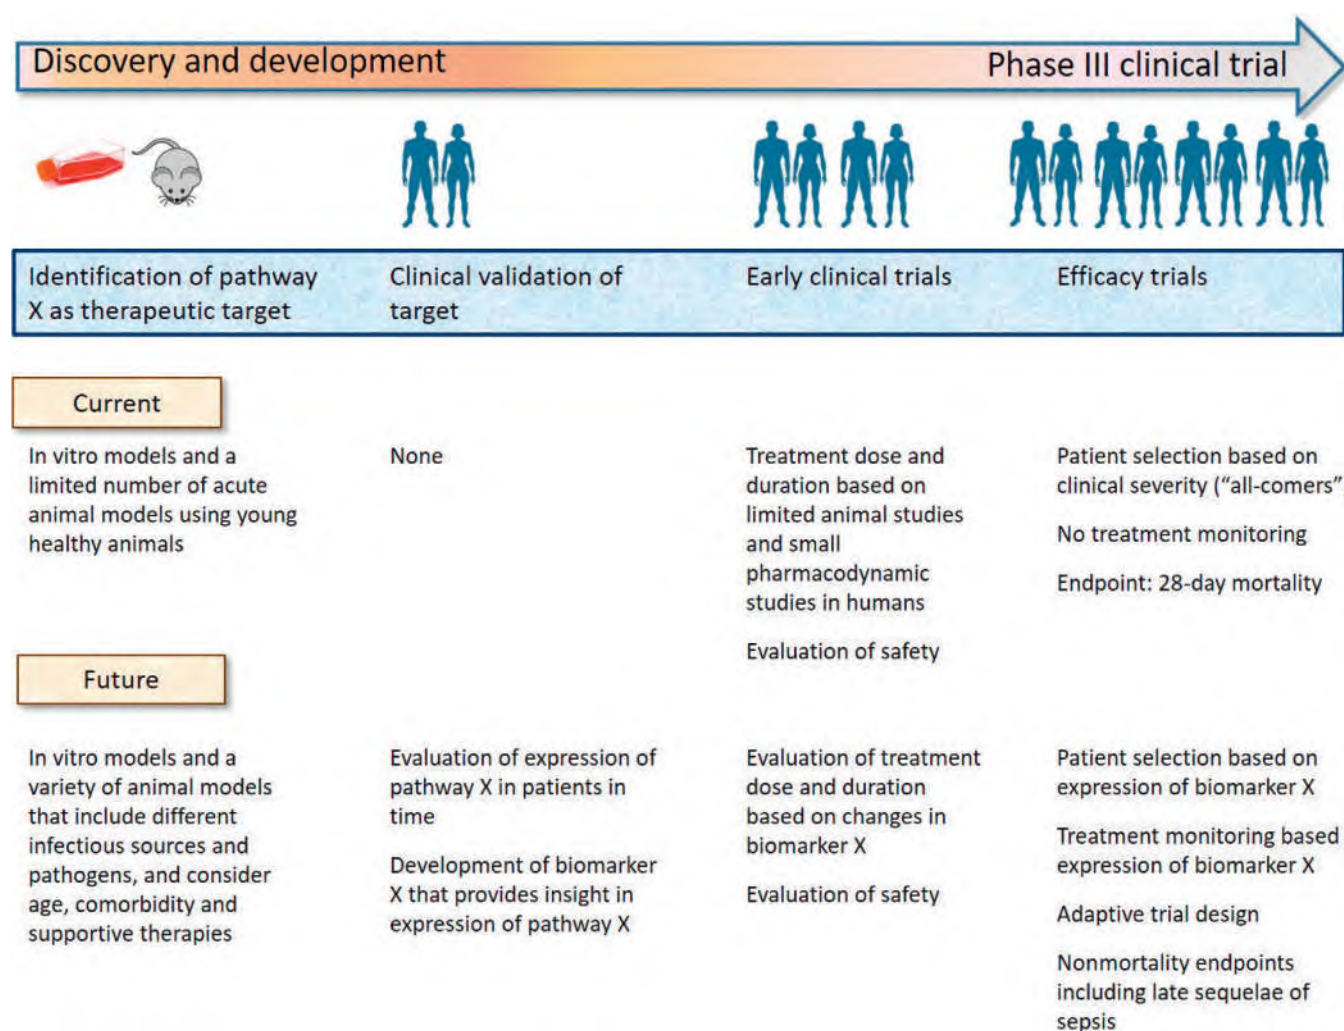 Discovery and development
Phase III clinical trial
Identification of pathway
X as therapeutic target
Clinical validation of
target
Early clinical trials
Efficacy trials
Current
In vitro models and a
limited number of acute
animal models using young
healthy animals
None
Treatment dose and
duration based on
limited animal studies
and small
pharmacodynamic
studies in humans
Evaluation of safety
Patient selection based on
clinical severity ("all-comers"
No treatment monitoring
Endpoint: 28-day mortality
Future
In vitro models and a
variety of animal models
that include different
infectious sources and
pathogens, and consider
age, comorbidity and
supportive therapies
Evaluation of expression of
pathway X in patients in
time
Development of biomarker
X that provides insight in
expression of pathway X
Evaluation of treatment
dose and duration
based on changes in
biomarker X
Evaluation of safety
Patient selection based on
expression of biomarker X
Treatment monitoring based
expression of biomarker X
Adaptive trial design
Nonmortality endpoints
including late sequelae of
sepsis